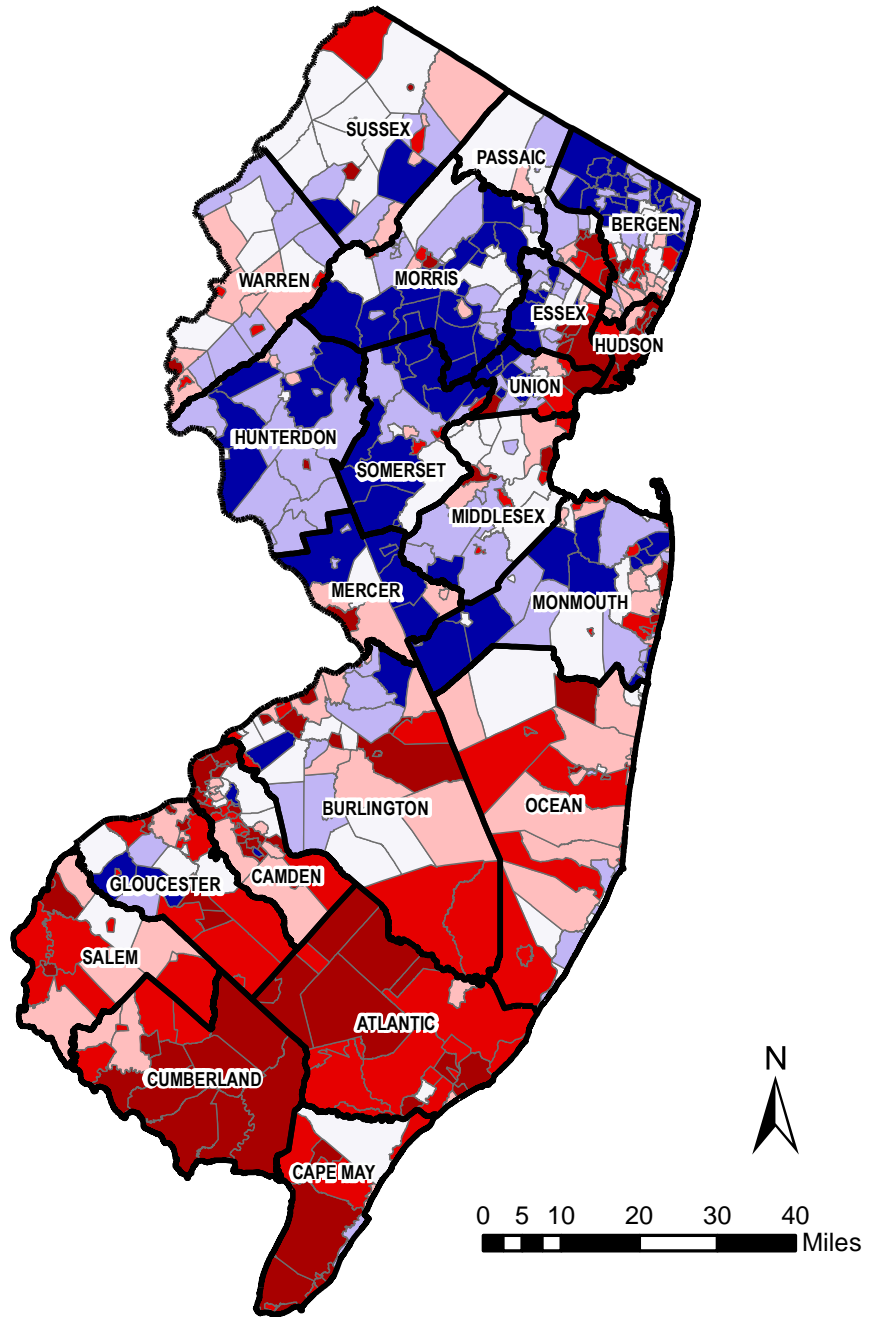 SUSSEX
PASSAIC
BERGEN
WARREN
MORRIS
ESSEX
HUDSON
UNION
HUNTERDON
SOMERSET
MIDDLESEX
MERCER
MONMOUTH
BURLINGTON
OCEAN
CAMDEN
GLOUCESTER
SALEM
ATLANTIC
CUMBERLAND
CAPE MAY
N
0 5 10 20 30 40
Miles